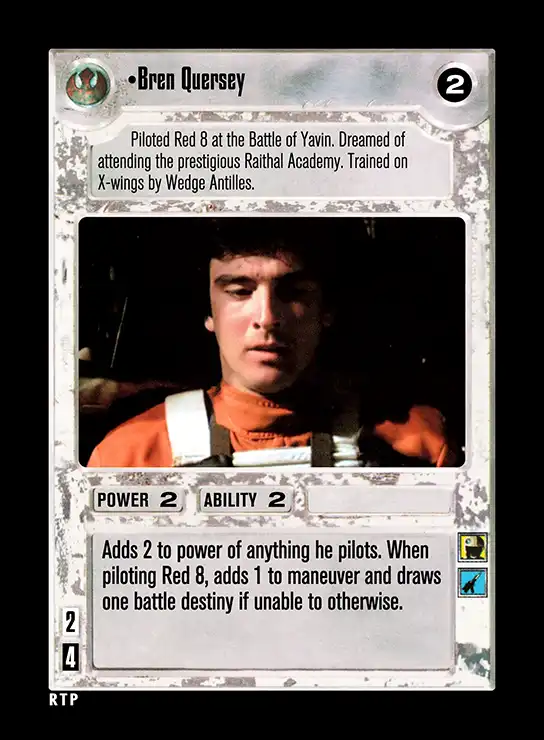 •Bren Quersey
2
Piloted Red 8 at the Battle of Yavin. Dreamed of
attending the prestigious Raithal Academy. Trained on
X-wings by Wedge Antilles.
POWER 2 ABILITY 2
Adds 2 to power of anything he pilots. When
piloting Red 8, adds 1 to maneuver and draws
one battle destiny if unable to otherwise.
2
4
RTP